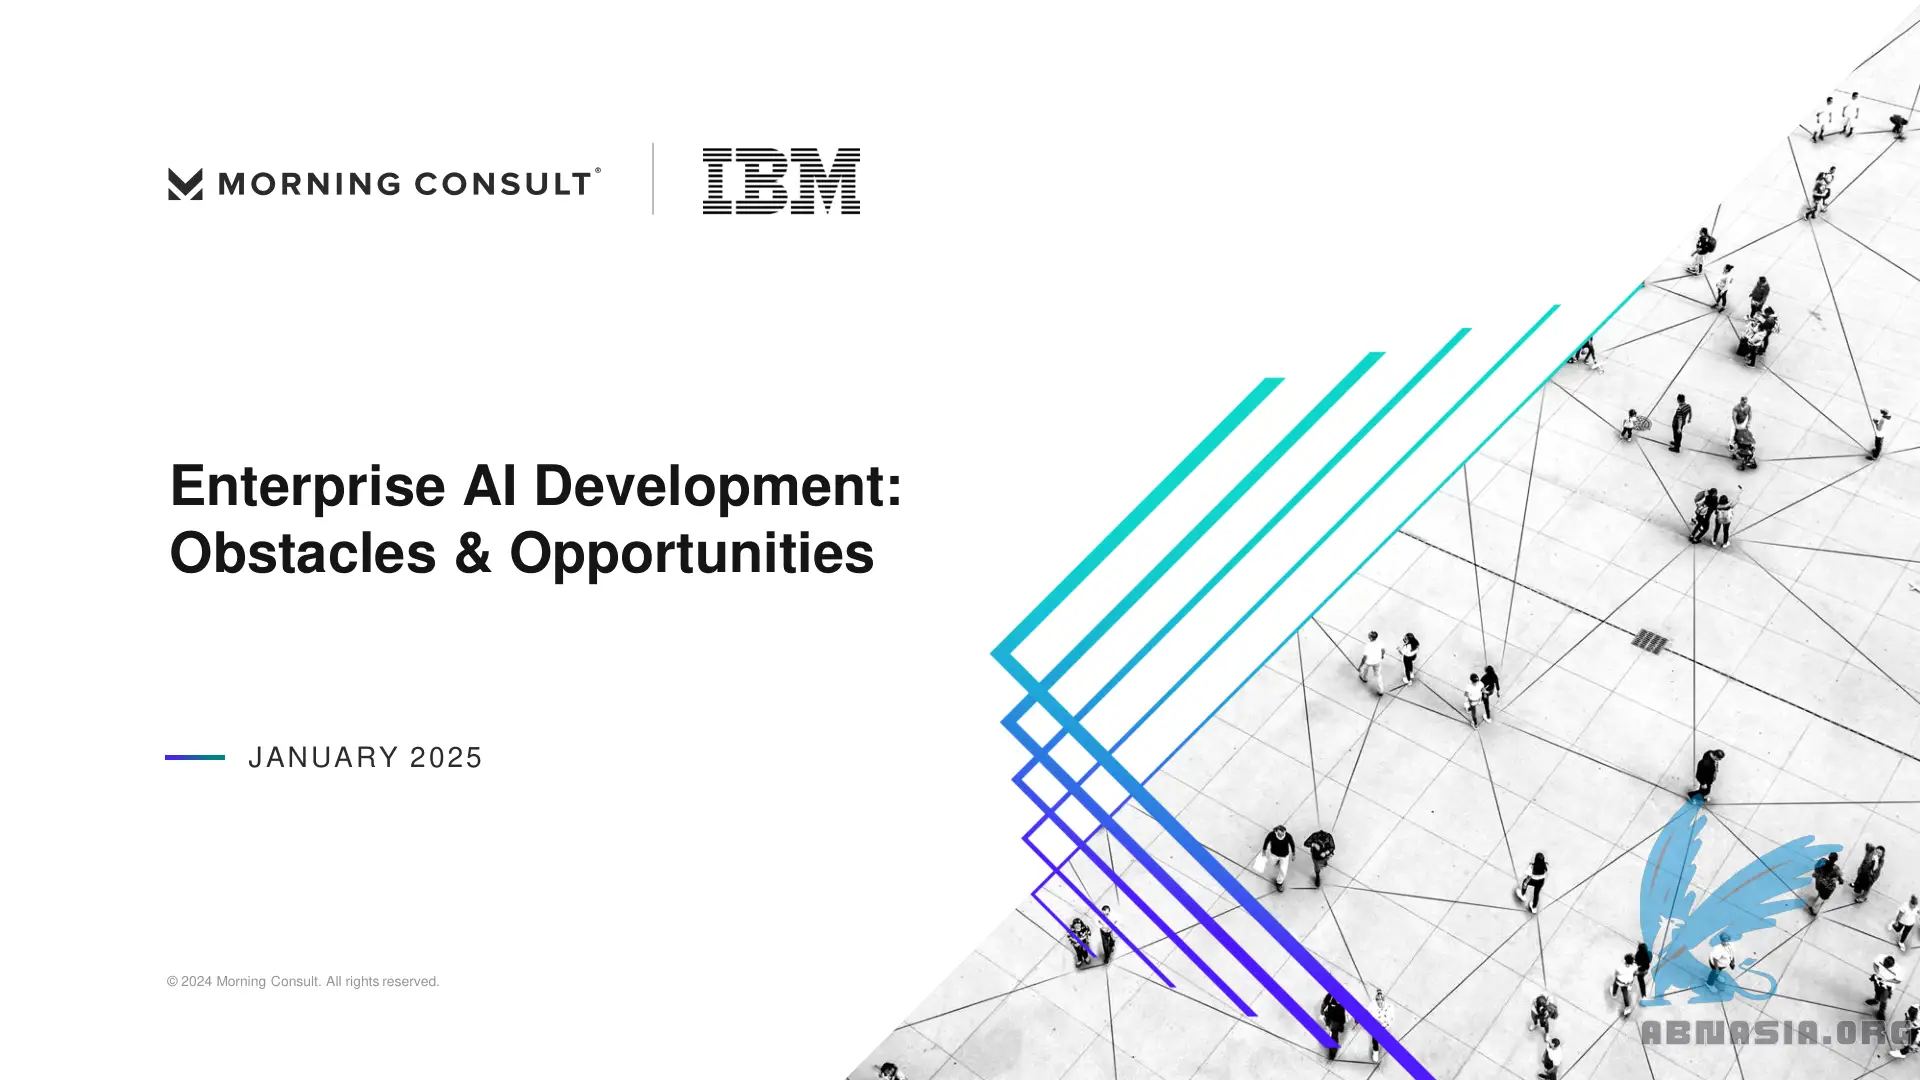 MORNING CONSULT®
IBM
Enterprise AI Development:
Obstacles & Opportunities
JANUARY 2025
© 2024 Morning Consult. All rights reserved.
ABNASIA.ORG